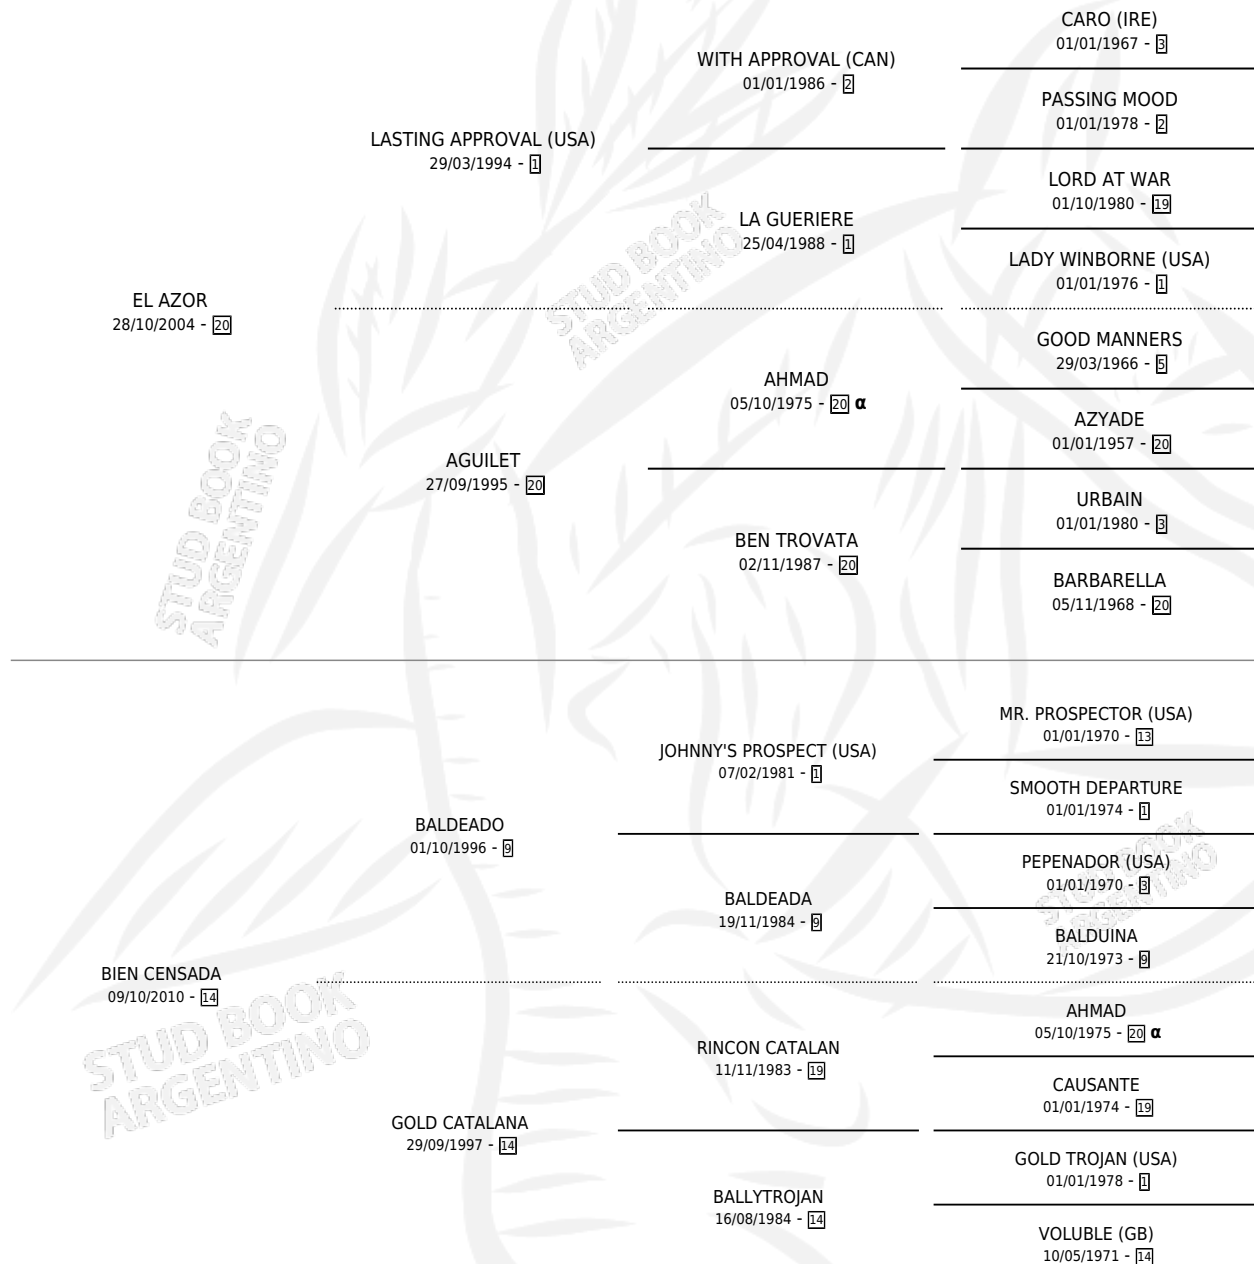 CARO (IRE)
01/01/1967 - 3
WITH APPROVAL (CAN)
01/01/1986 - 2
PASSING MOOD
01/01/1978 - 2
LASTING APPROVAL (USA)
29/03/1994 - 1
LORD AT WAR
01/10/1980 - 19
LA GUERIERE
25/04/1988 - 1
LADY WINBORNE (USA)
01/01/1976 - 1
EL AZOR
28/10/2004 - 20
GOOD MANNERS
29/03/1966 - 5
AHMAD
05/10/1975 - 20 α
AZYADE
01/01/1957 - 20
AGUILET
27/09/1995 - 20
URBAIN
01/01/1980 - 3
BEN TROVATA
02/11/1987 - 20
BARBARELLA
05/11/1968 - 20
MR. PROSPECTOR (USA)
01/01/1970 - 13
JOHNNY'S PROSPECT (USA)
07/02/1981 - 1
SMOOTH DEPARTURE
01/01/1974 - 1
BALDEADO
01/10/1996 - 9
PEPENADOR (USA)
01/01/1970 - 3
BALDEADA
19/11/1984 - 9
BALDUINA
21/10/1973 - 9
BIEN CENSADA
09/10/2010 - 14
AHMAD
05/10/1975 - 20 α
RINCON CATALAN
11/11/1983 - 19
CAUSANTE
01/01/1974 - 19
GOLD CATALANA
29/09/1997 - 14
GOLD TROJAN (USA)
01/01/1978 - 1
BALLYTROJAN
16/08/1984 - 14
VOLUBLE (GB)
10/05/1971 - 14
STUD BOOK
ARGENTINO
STUD BOOK
ARGENTINO
STUD BOOK
ARGENTINO
STUD BOOK
ARGENTINO